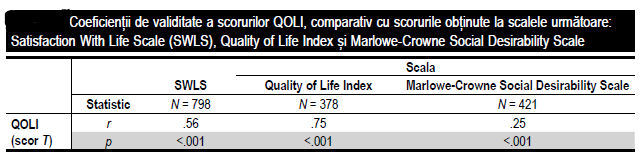 Coeficienții de validitate a scorurilor QOLI, comparativ cu scorurile obținute la scalele următoare:
Satisfaction With Life Scale (SWLS), Quality of Life Index și Marlowe-Crowne Social Desirability Scale
Scala
SWLS Quality of Life Index Marlowe-Crowne Social Desirability Scale
Statistic N = 798 N = 378 N = 421
QOLI r .56 .75 .25
(scor T) p <.001 <.001 <.001